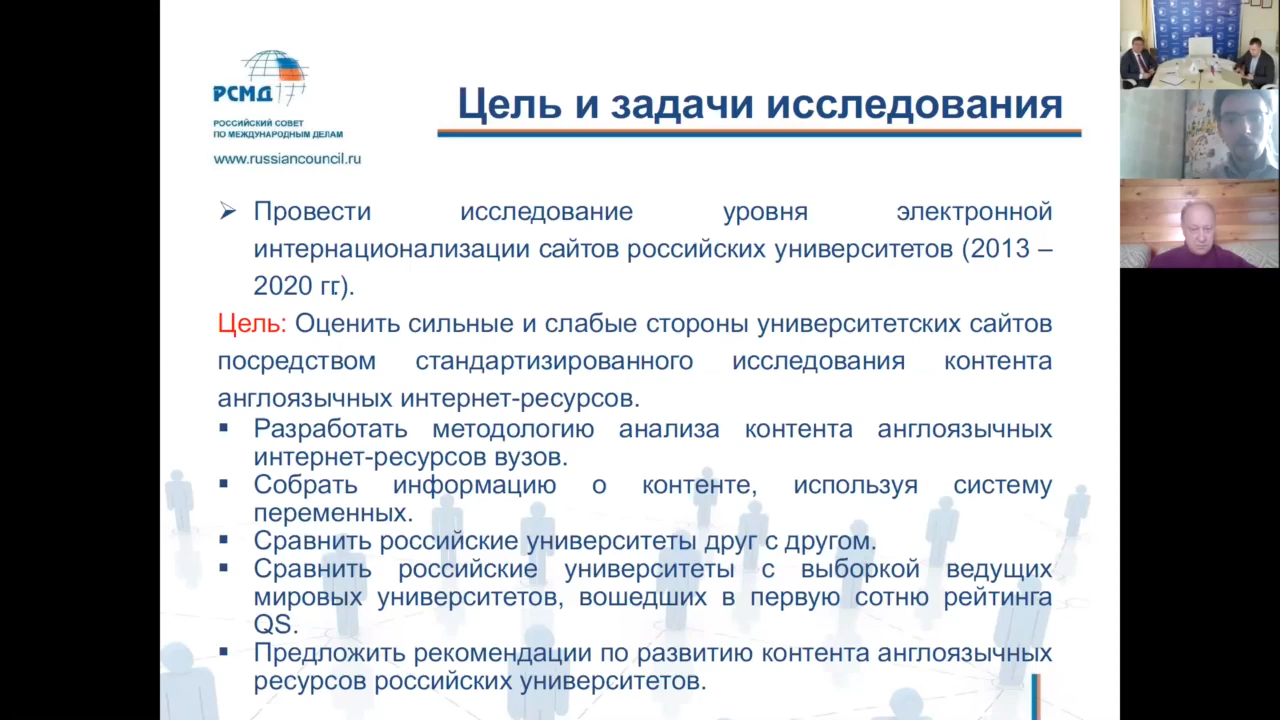 РСМД
РОССИЙСКИЙ СОВЕТ
ПО МЕЖДУНАРОДНЫМ ДЕЛАМ
www.russiancouncil.ru
Цель и задачи исследования
Провести исследование уровня электронной
интернационализации сайтов российских университетов (2013 –
2020 гг.).
Цель: Оценить сильные и слабые стороны университетских сайтов
посредством стандартизированного исследования контента
англоязычных интернет-ресурсов.
Разработать методологию анализа контента англоязычных
интернет-ресурсов вузов.
Собрать информацию о контенте, используя систему
переменных.
Сравнить российские университеты друг с другом.
Сравнить российские университеты с выборкой ведущих
мировых университетов, вошедших в первую сотню рейтинга
QS.
Предложить рекомендации по развитию контента англоязычных
ресурсов российских университетов.